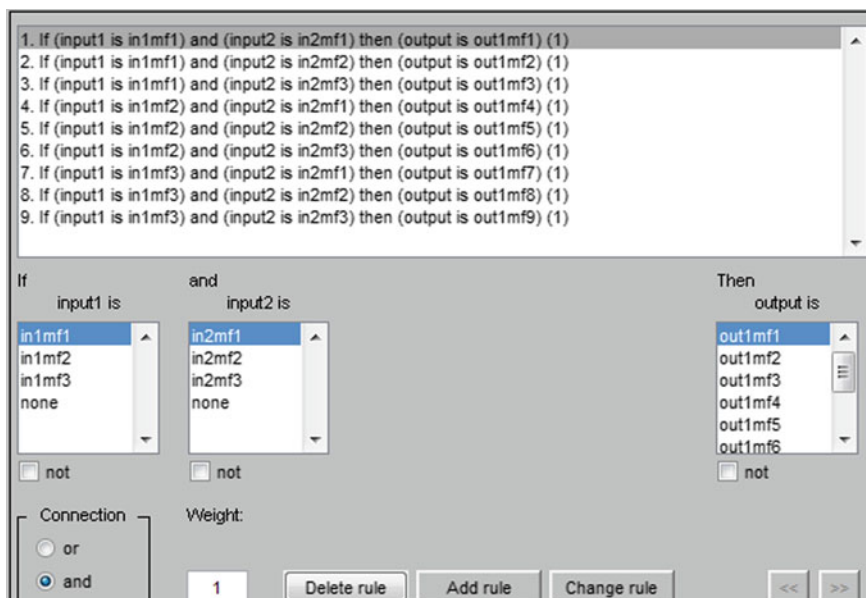 1. If (input1 is in1mf1) and (input2 is in2mf1) then (output is out1mf1) (1)
2. If (input1 is in1mf1) and (input2 is in2mf2) then (output is out1mf2) (1)
3. If (input1 is in1mf1) and (input2 is in2mf3) then (output is out1mf3) (1)
4. If (input1 is in1mf2) and (input2 is in2mf1) then (output is out1mf4) (1)
5. If (input1 is in1mf2) and (input2 is in2mf2) then (output is out1mf5) (1)
6. If (input1 is in1mf2) and (input2 is in2mf3) then (output is out1mf6) (1)
7. If (input1 is in1mf3) and (input2 is in2mf1) then (output is out1mf7) (1)
8. If (input1 is in1mf3) and (input2 is in2mf2) then (output is out1mf8) (1)
9. If (input1 is in1mf3) and (input2 is in2mf3) then (output is out1mf9) (1)
If
input1 is
in1mf1
in1mf2
in1mf3
none
not
and
input2 is
in2mf1
in2mf2
in2mf3
none
not
Then
output is
out1mf1
out1mf2
out1mf3
out1mf4
out1mf5
out1mf6
not
Connection
or
and
Weight:
1
Delete rule
Add rule
Change rule
<<
>>